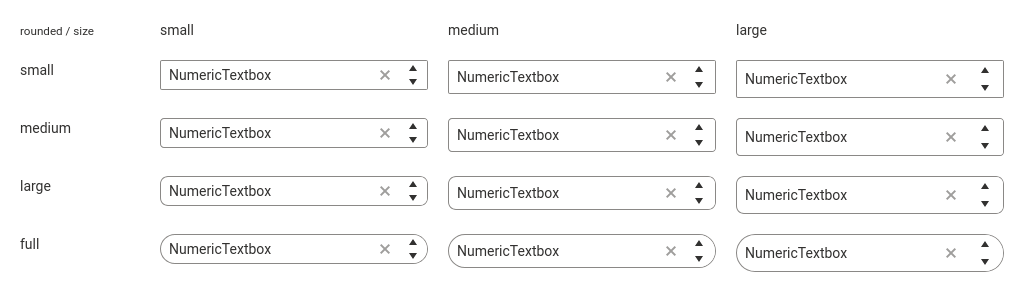 rounded / size small medium large
small NumericTextbox NumericTextbox NumericTextbox
medium NumericTextbox NumericTextbox NumericTextbox
large NumericTextbox NumericTextbox NumericTextbox
full NumericTextbox NumericTextbox NumericTextbox